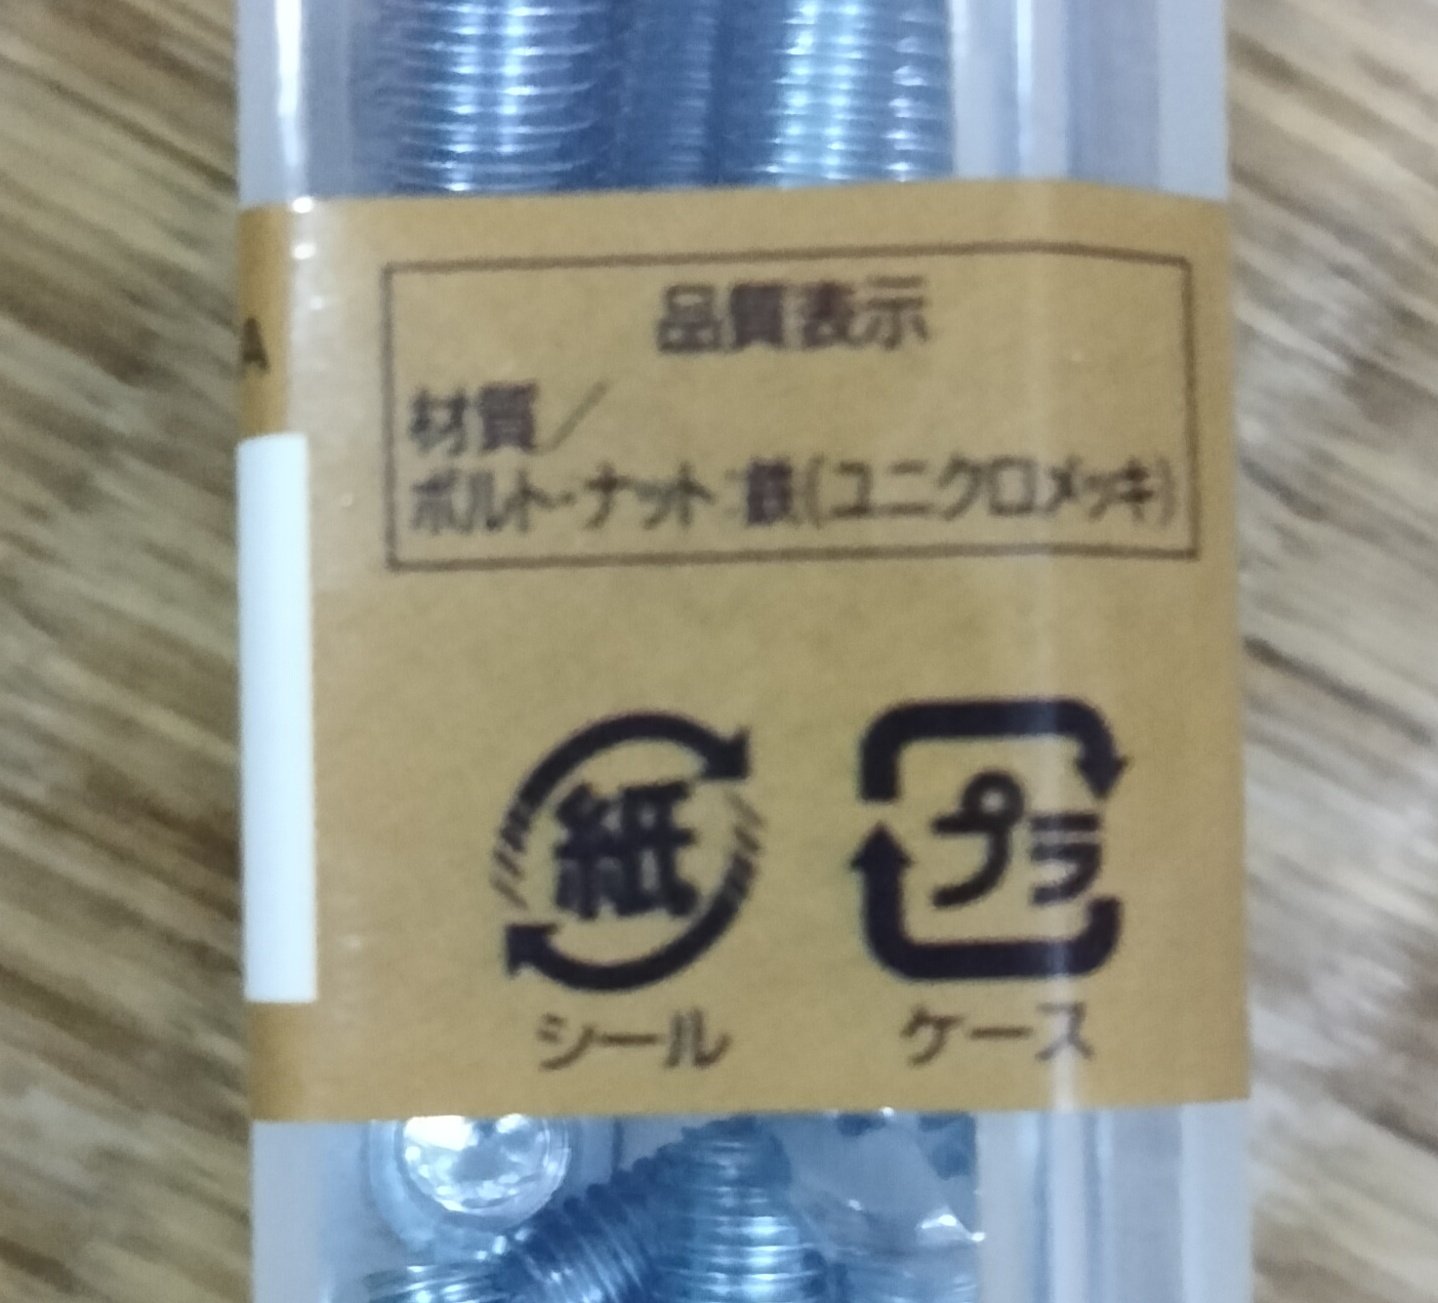 A
品質表示
材質／
ボルト・ナット:鉄(ユニクロメッキ)
紙 プラ
シール ケース